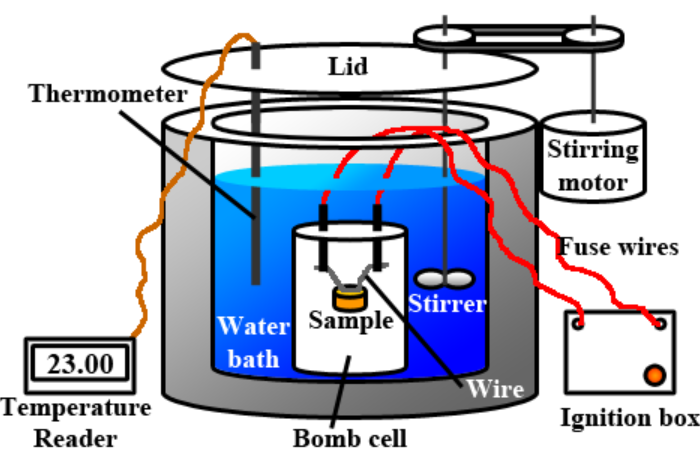 Lid
Thermometer
Stirring
motor
Fuse wires
Sample
Stirrer
Water
bath
23.00
Wire
Temperature
Reader
Bomb cell
Ignition box